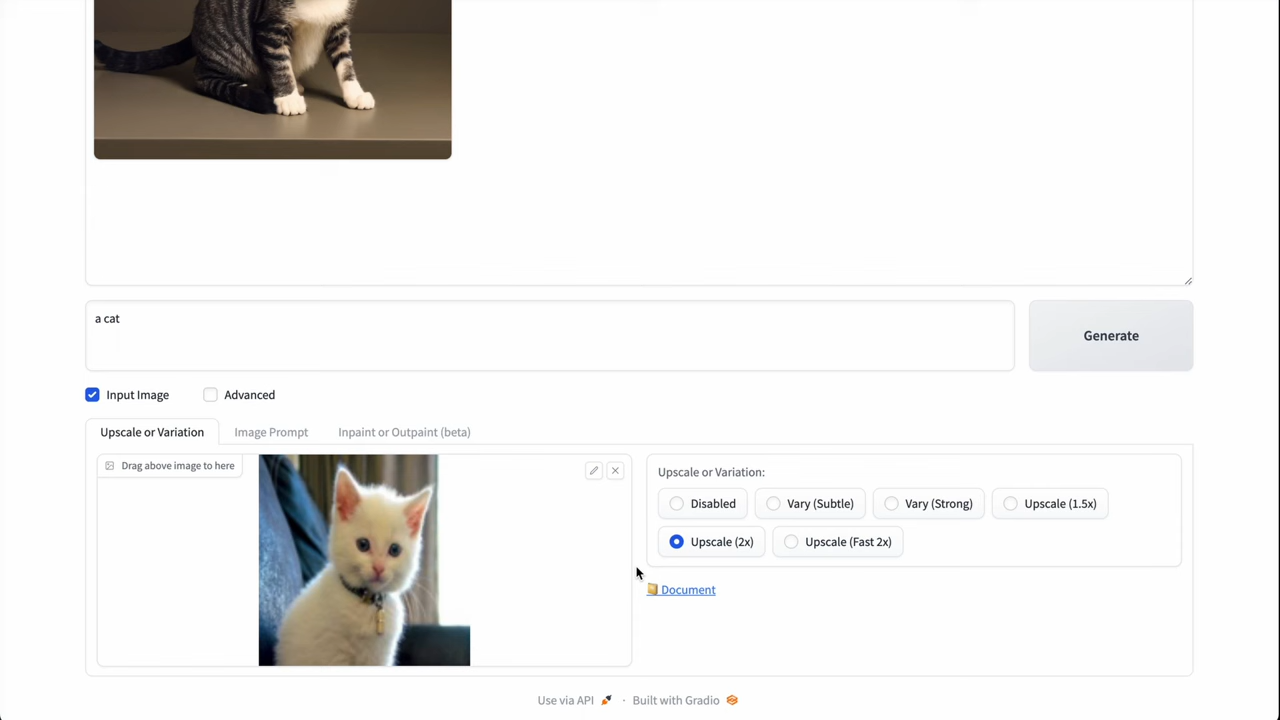 a cat
Generate
Input Image Advanced
Upscale or Variation Image Prompt Inpaint or Outpaint (beta)
Drag above image to here
Upscale or Variation:
Disabled Vary (Subtle) Vary (Strong) Upscale (1.5x)
Upscale (2x) Upscale (Fast 2x)
Document
Use via API · Built with Gradio